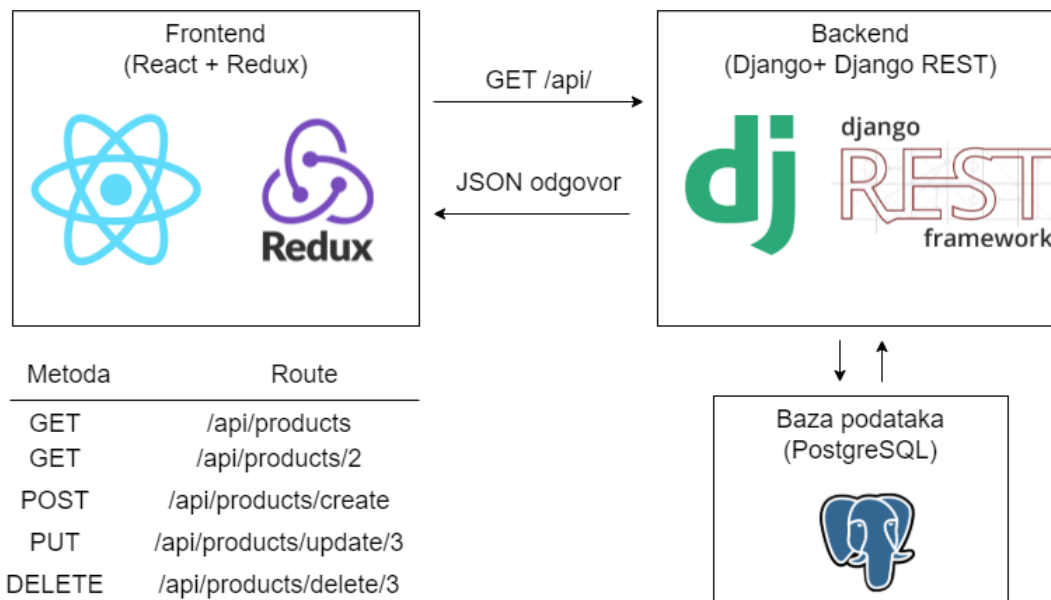 Frontend
(React + Redux)
Redux
GET /api/
JSON odgovor
Backend
(Django+ Django REST)
dj
django
REST
framework
Metoda Route
GET /api/products
GET /api/products/2
POST /api/products/create
PUT /api/products/update/3
DELETE /api/products/delete/3
Baza podataka
(PostgreSQL)